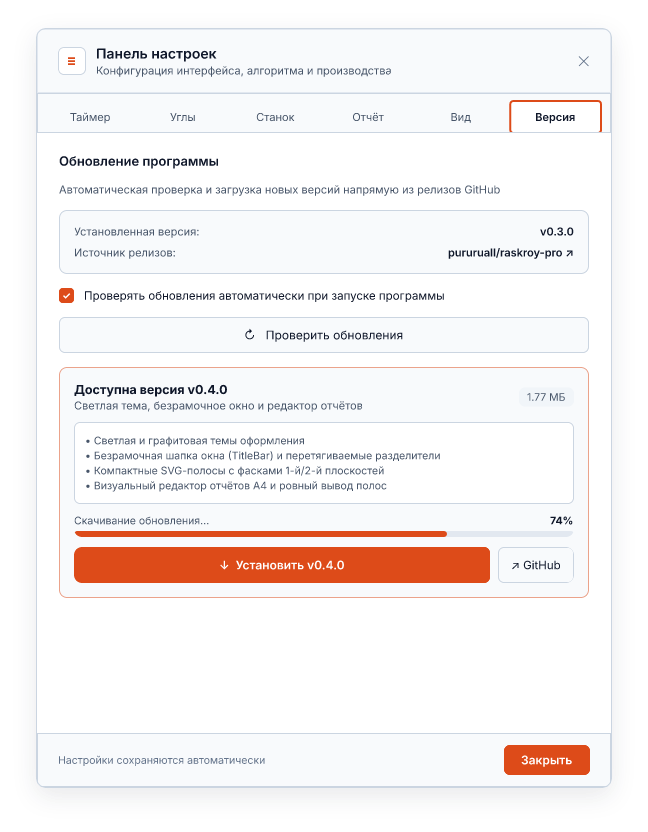 Панель настроек
Конфигурация интерфейса, алгоритма и производства
Таймер Углы Станок Отчёт Вид Версия
Обновление программы
Автоматическая проверка и загрузка новых версий напрямую из релизов GitHub
Установленная версия: v0.3.0
Источник релизов: pururuall/raskroy-pro ↗
Проверять обновления автоматически при запуске программы
↻ Проверить обновления
Доступна версия v0.4.0
Светлая тема, безрамочное окно и редактор отчётов
1.77 МБ
• Светлая и графитовая темы оформления
• Безрамочная шапка окна (TitleBar) и перетягиваемые разделители
• Компактные SVG-полосы с фасками 1-й/2-й плоскостей
• Визуальный редактор отчётов А4 и ровный вывод полос
Скачивание обновления... 74%
↓ Установить v0.4.0
↗ GitHub
Настройки сохраняются автоматически
Закрыть